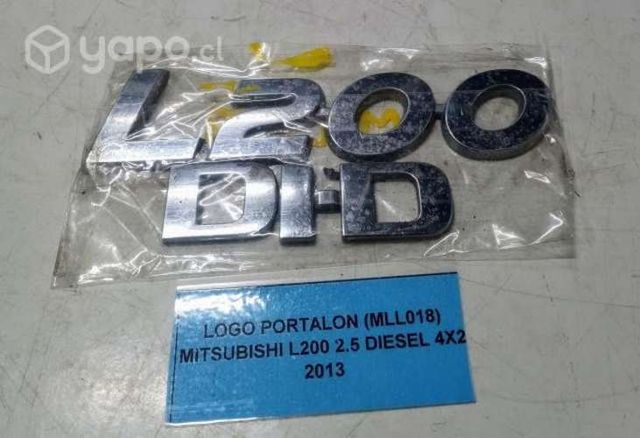 yapo.cl
L200
DI-D
LOGO PORTALON (MLL018)
MITSUBISHI L200 2.5 DIESEL 4X2
2013